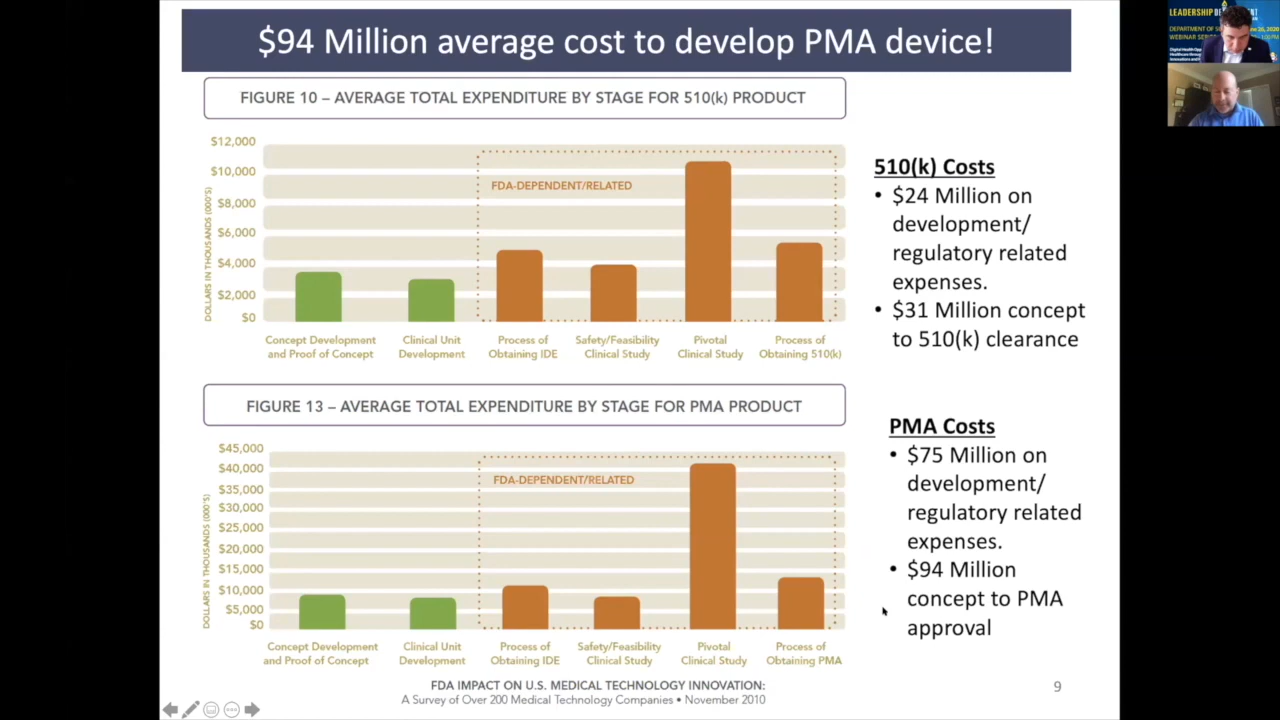 $94 Million average cost to develop PMA device!
FIGURE 10 – AVERAGE TOTAL EXPENDITURE BY STAGE FOR 510(k) PRODUCT
DOLLARS IN THOUSANDS (000'S)
$12,000
$10,000
$8,000
$6,000
$4,000
$2,000
$0
FDA-DEPENDENT/RELATED
Concept Development
and Proof of Concept
Clinical Unit
Development
Process of
Obtaining IDE
Safety/Feasibility
Clinical Study
Pivotal
Clinical Study
Process of
Obtaining 510(k)
510(k) Costs
• $24 Million on
development/
regulatory related
expenses.
• $31 Million concept
to 510(k) clearance
FIGURE 13 – AVERAGE TOTAL EXPENDITURE BY STAGE FOR PMA PRODUCT
DOLLARS IN THOUSANDS (000'S)
$45,000
$40,000
$35,000
$30,000
$25,000
$20,000
$15,000
$10,000
$5,000
$0
FDA-DEPENDENT/RELATED
Concept Development
and Proof of Concept
Clinical Unit
Development
Process of
Obtaining IDE
Safety/Feasibility
Clinical Study
Pivotal
Clinical Study
Process of
Obtaining PMA
PMA Costs
• $75 Million on
development/
regulatory related
expenses.
• $94 Million
concept to PMA
approval
FDA IMPACT ON U.S. MEDICAL TECHNOLOGY INNOVATION:
A Survey of Over 200 Medical Technology Companies • November 2010
9
LEADERSHIP
DEPARTMENT OF
2020
WEBINAR
Digital Health